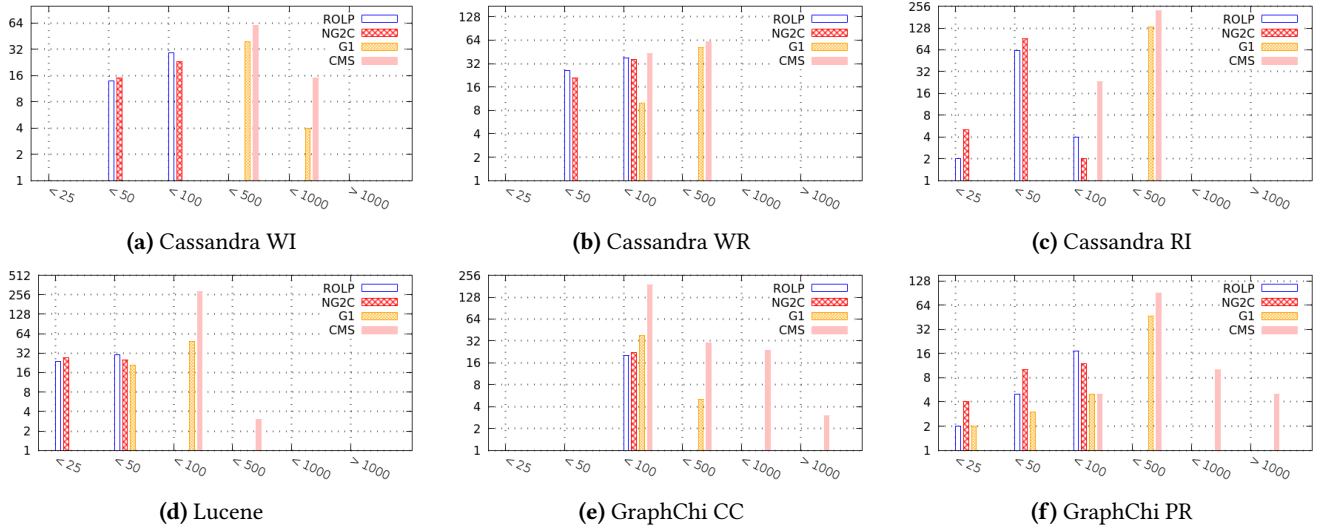 64
32
16
8
4
2
1
< 25
< 50
< 100
< 500
< 1000
> 1000
ROLP
NG2C
G1
CMS
(a) Cassandra WI
128
64
32
16
8
4
2
1
< 25
< 50
< 100
< 500
< 1000
> 1000
ROLP
NG2C
G1
CMS
(b) Cassandra WR
256
128
64
32
16
8
4
2
1
< 25
< 50
< 100
< 500
< 1000
> 1000
ROLP
NG2C
G1
CMS
(c) Cassandra RI
512
256
128
64
32
16
8
4
2
1
< 25
< 50
< 100
< 500
< 1000
> 1000
ROLP
NG2C
G1
CMS
(d) Lucene
256
128
64
32
16
8
4
2
1
< 25
< 50
< 100
< 500
< 1000
> 1000
ROLP
NG2C
G1
CMS
(e) GraphChi CC
128
64
32
16
8
4
2
1
< 25
< 50
< 100
< 500
< 1000
> 1000
ROLP
NG2C
G1
CMS
(f) GraphChi PR